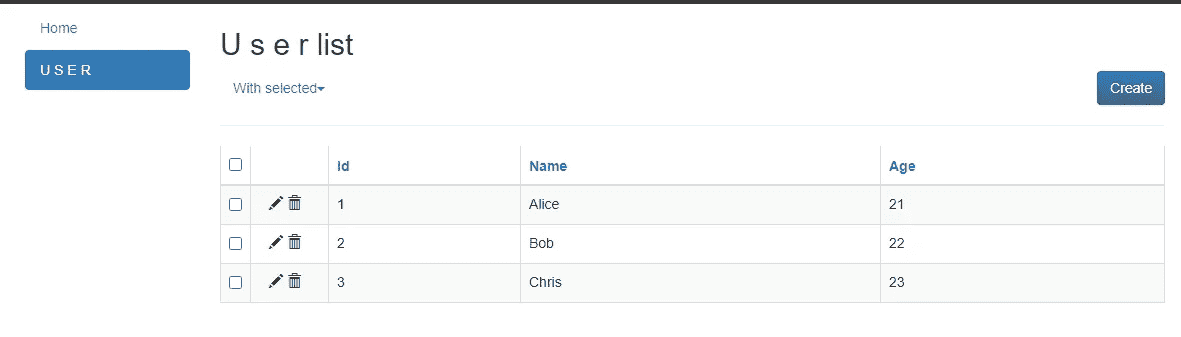 Home
U S E R
U s e r list
With selected
Create
Id Name Age
1 Alice 21
2 Bob 22
3 Chris 23